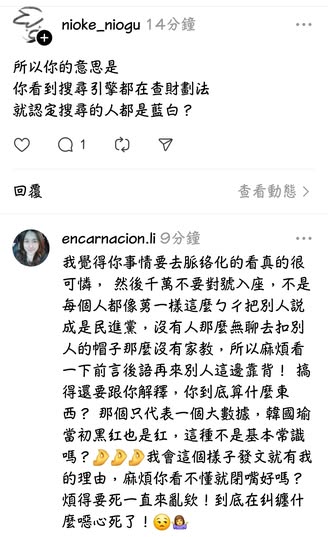 nioke_niogu 14分鐘
所以你的意思是
你看到搜尋引擎都在查財劃法
就認定搜尋的人都是藍白？
1
回覆
查看動態
encarnacion.li 9分鐘
我覺得你事情要去脈络化的看真的很
可憐， 然後千萬不要對號入座，不是
每個人都像莮一樣這麼ㄅㄔ把別人說
成是民進黨，沒有人那麼無聊去扣別
人的帽子那麼沒有家教，所以麻煩看
一下前言後語再來別人這邊靠背！ 搞
得還要跟你解釋，你到底算什麼東
西？ 那個只代表一個大數據，韓國瑜
當初黑紅也是紅，這種不是基本常識
嗎？🤌🤌🤌我會這個樣子發文就有我
的理由，麻煩你看不懂就閉嘴好嗎？
煩得要死一直來亂欸！到底在糾纏什
麼噁心死了！😒🤷‍♀️